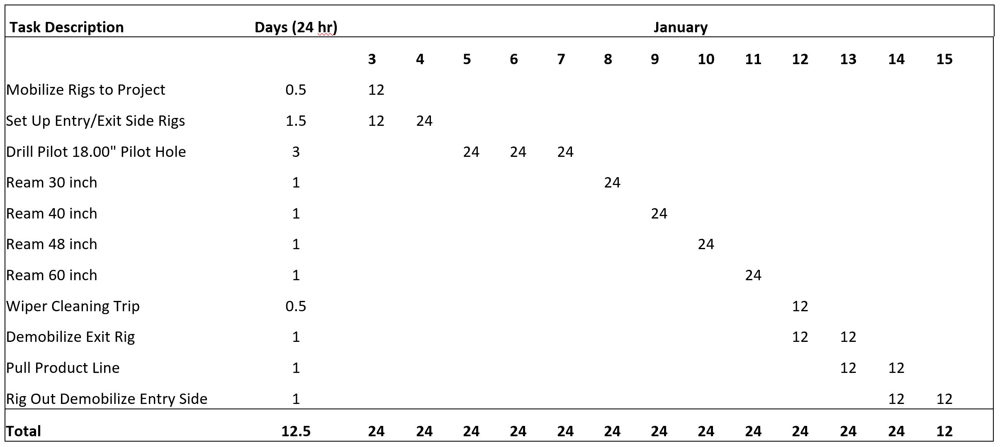 Task Description Days (24 hr) January
3 4 5 6 7 8 9 10 11 12 13 14 15
Mobilize Rigs to Project 0.5 12
Set Up Entry/Exit Side Rigs 1.5 12 24
Drill Pilot 18.00" Pilot Hole 3 24 24 24
Ream 30 inch 1 24
Ream 40 inch 1 24
Ream 48 inch 1 24
Ream 60 inch 1 24
Wiper Cleaning Trip 0.5 12
Demobilize Exit Rig 1 12 12
Pull Product Line 1 12 12
Rig Out Demobilize Entry Side 1 12 12
Total 12.5 24 24 24 24 24 24 24 24 24 24 24 24 12